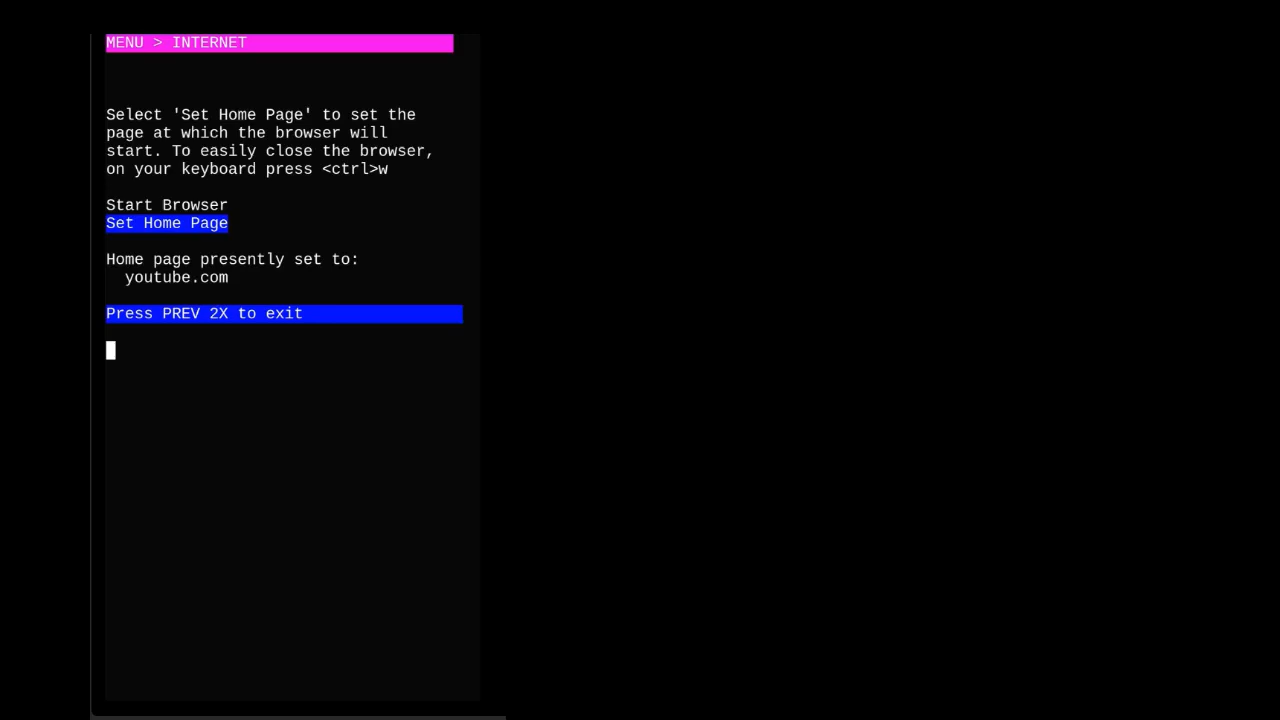 MENU > INTERNET
Select 'Set Home Page' to set the
page at which the browser will
start. To easily close the browser,
on your keyboard press <ctrl>w
Start Browser
Set Home Page
Home page presently set to:
youtube.com
Press PREV 2X to exit